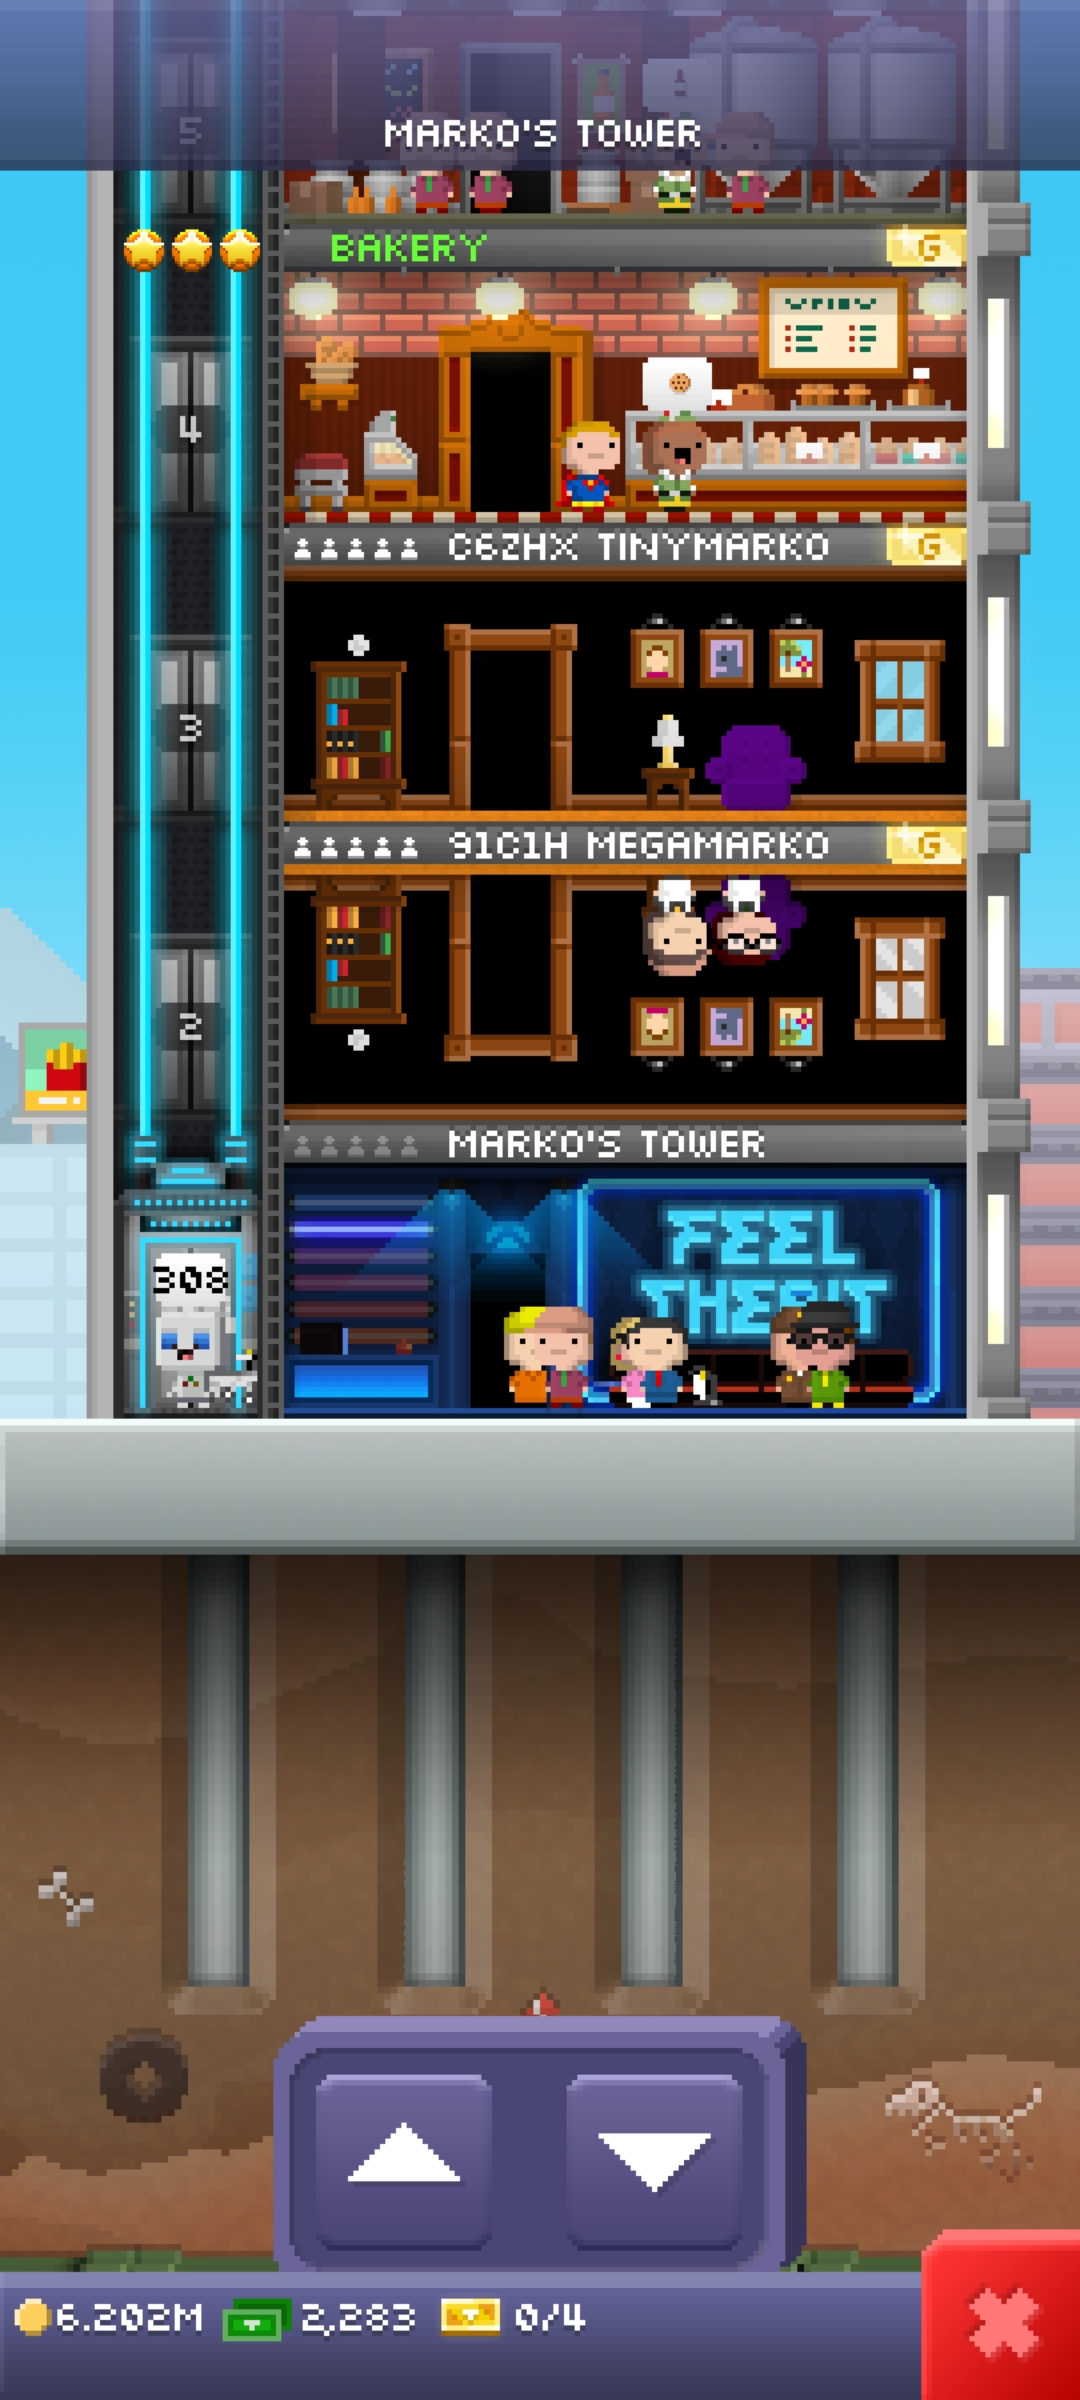 5
MARKO'S TOWER
BAKERY G
4
C6ZHX TINYMARKO G
3
91C1H MEGAMARKO G
2
MARKO'S TOWER
FEEL
308
THE BIT
6.202M 2,283 0/4